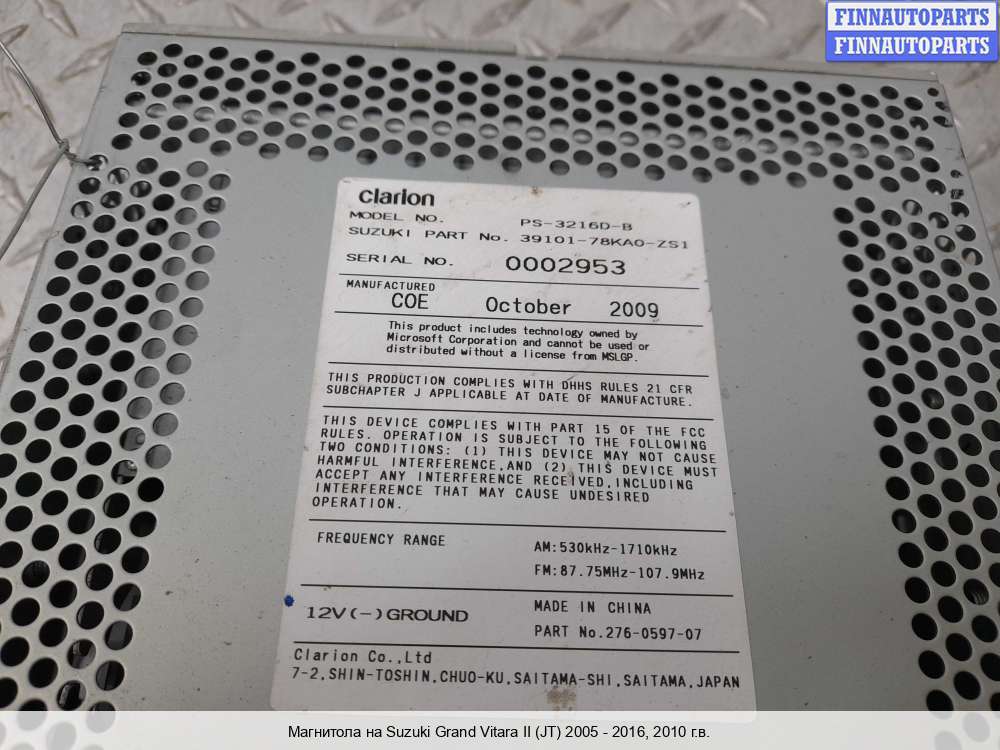 FINNAUTOPARTS
FINNAUTOPARTS
clarion
MODEL NO. PS-3216D-B
SUZUKI PART No. 39101-78KA0-ZS1
SERIAL NO. 0002953
MANUFACTURED
COE October 2009
This product includes technology owned by
Microsoft Corporation and cannot be used or
distributed without a license from MSLGP.
THIS PRODUCTION COMPLIES WITH DHHS RULES 21 CFR
SUBCHAPTER J APPLICABLE AT DATE OF MANUFACTURE.
THIS DEVICE COMPLIES WITH PART 15 OF THE FCC
RULES. OPERATION IS SUBJECT TO THE FOLLOWING
TWO CONDITIONS: (1) THIS DEVICE MAY NOT CAUSE
HARMFUL INTERFERENCE,AND (2) THIS DEVICE MUST
ACCEPT ANY INTERFERENCE RECEIVED,INCLUDING
INTERFERENCE THAT MAY CAUSE UNDESIRED
OPERATION.
FREQUENCY RANGE AM:530kHz-1710kHz
FM:87.75MHz-107.9MHz
12V(-)GROUND MADE IN CHINA
PART No.276-0597-07
Clarion Co.,Ltd
7-2,SHIN-TOSHIN,CHUO-KU,SAITAMA-SHI,SAITAMA,JAPAN
Магнитола на Suzuki Grand Vitara II (JT) 2005 - 2016, 2010 г.в.